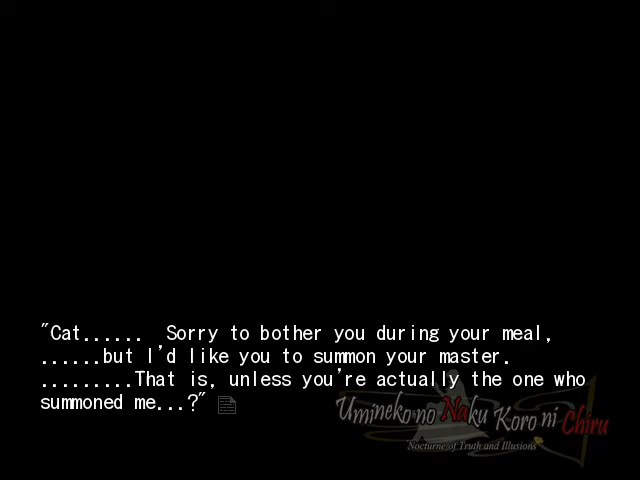 "Cat...... Sorry to bother you during your meal,
......but I'd like you to summon your master.
.........That is, unless you're actually the one who
summoned me...?"
Umineko no Naku Koro ni Chiru
Nocturne of Truth and Illusions